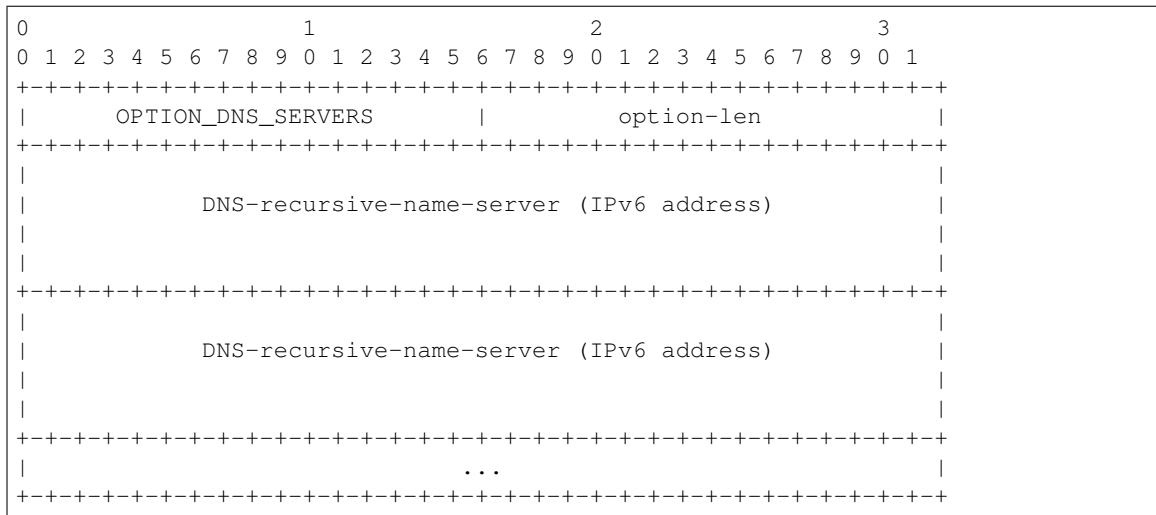 0                   1                   2                   3
0 1 2 3 4 5 6 7 8 9 0 1 2 3 4 5 6 7 8 9 0 1 2 3 4 5 6 7 8 9 0 1
+-+-+-+-+-+-+-+-+-+-+-+-+-+-+-+-+-+-+-+-+-+-+-+-+-+-+-+-+-+-+-+-+
|      OPTION_DNS_SERVERS       |         option-len            |
+-+-+-+-+-+-+-+-+-+-+-+-+-+-+-+-+-+-+-+-+-+-+-+-+-+-+-+-+-+-+-+-+
|                                                               |
|            DNS-recursive-name-server (IPv6 address)           |
|                                                               |
|                                                               |
+-+-+-+-+-+-+-+-+-+-+-+-+-+-+-+-+-+-+-+-+-+-+-+-+-+-+-+-+-+-+-+-+
|                                                               |
|            DNS-recursive-name-server (IPv6 address)           |
|                                                               |
|                                                               |
+-+-+-+-+-+-+-+-+-+-+-+-+-+-+-+-+-+-+-+-+-+-+-+-+-+-+-+-+-+-+-+-+
|                              ...                              |
+-+-+-+-+-+-+-+-+-+-+-+-+-+-+-+-+-+-+-+-+-+-+-+-+-+-+-+-+-+-+-+-+